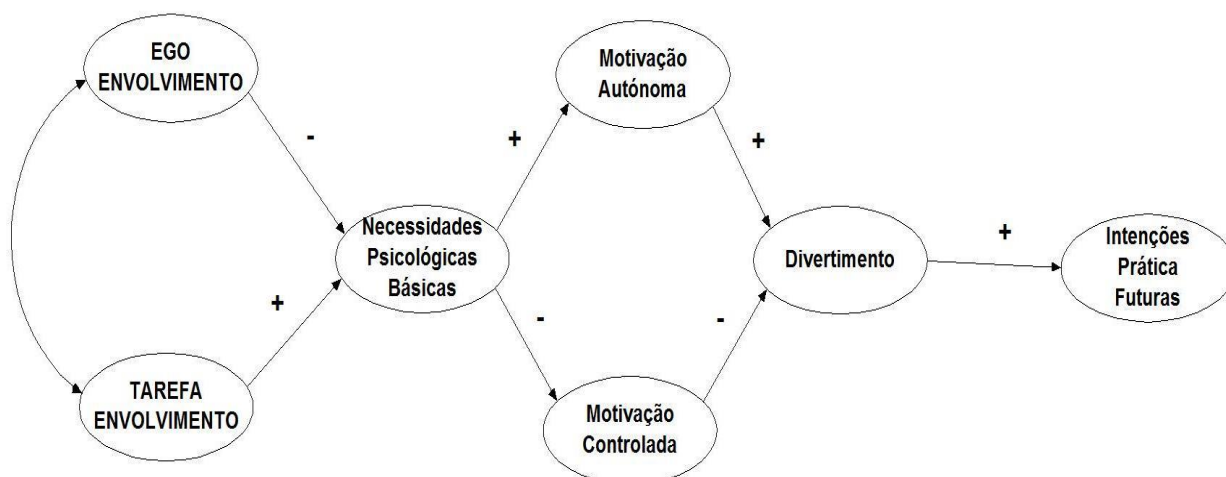 EGO
ENVOLVIMENTO
-
TAREFA
ENVOLVIMENTO
+
Necessidades
Psicológicas
Básicas
+
-
Motivação
Autónoma
+
Motivação
Controlada
-
Divertimento
+
Intenções
Prática
Futuras